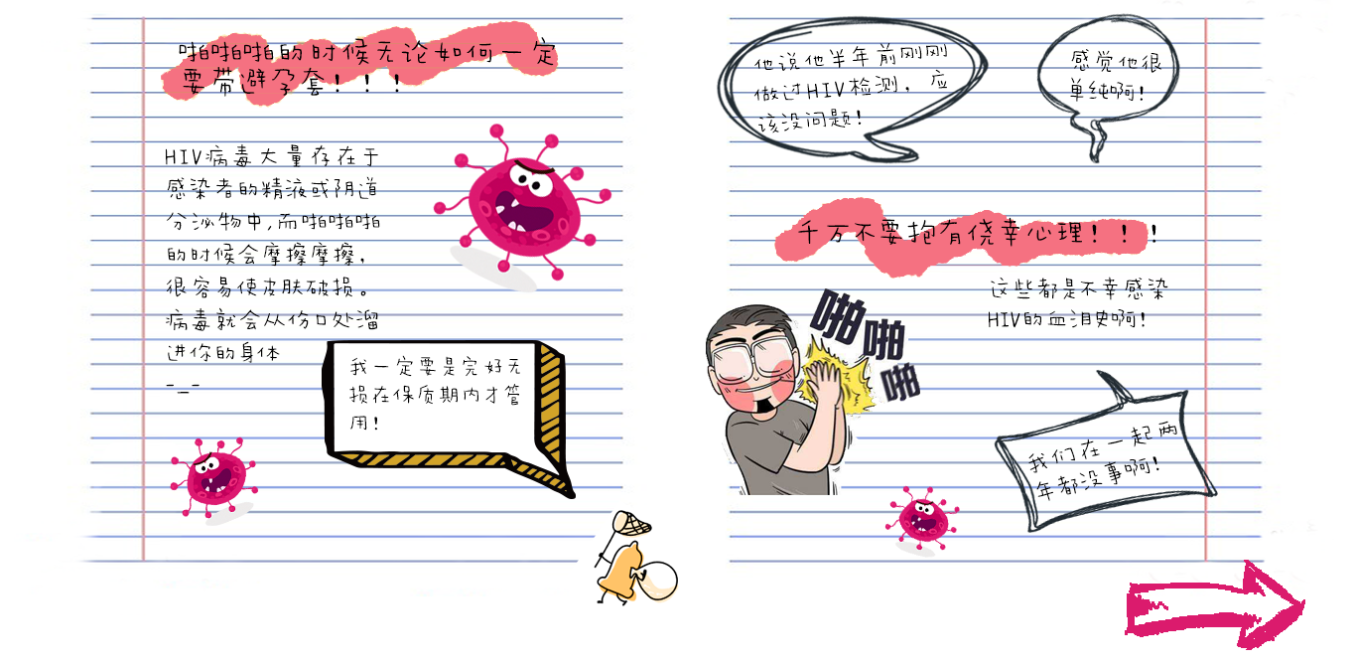 啪啪啪的时候无论如何一定
要带避孕套!!!
HIV病毒大量存在于
感染者的精液或阴道
分泌物中,而啪啪啪
的时候会摩擦摩擦,
很容易使皮肤破损。
病毒就会从伤口处溜
进你的身体
-_-
我一定要是完好无
损在保质期内才管
用!
他说他半年前刚刚
做过HIV检测,应
该没问题!
感觉他很
单纯啊!
千万不要抱有侥幸心理!!!
这些都是不幸感染
HIV的血泪史啊!
啪啪啪
我们在一起两
年都没事啊!